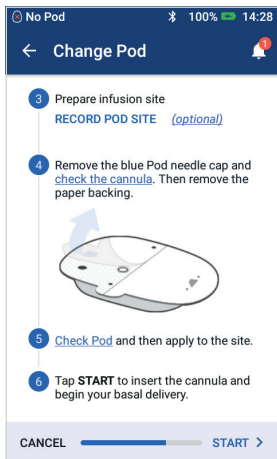 No Pod 100% 14:28
Change Pod 1
3 Prepare infusion site
RECORD POD SITE (optional)
4 Remove the blue Pod needle cap and
check the cannula. Then remove the
paper backing.
5 Check Pod and then apply to the site.
6 Tap START to insert the cannula and
begin your basal delivery.
CANCEL START